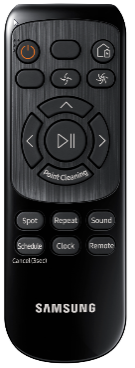 Point Cleaning
Spot Repeat Sound
Schedule Clock Remote
Cancel(3sec)
SAMSUNG